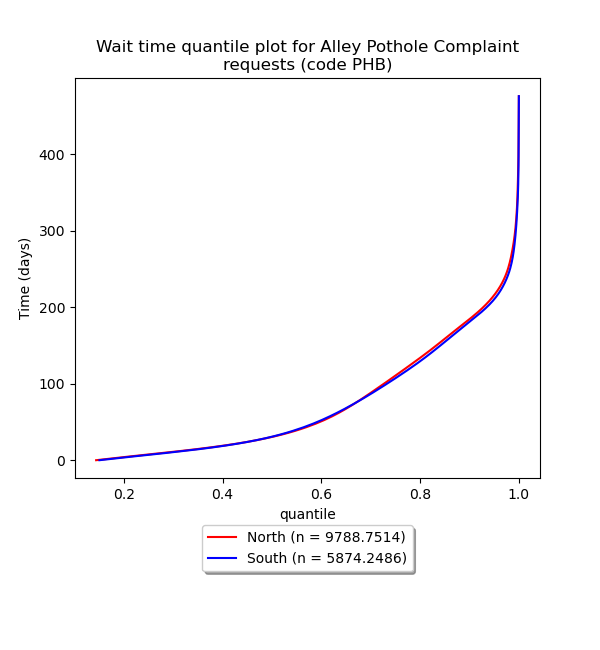 Wait time quantile plot for Alley Pothole Complaint
requests (code PHB)
400
300
200
100
0
Time (days)
0.2 0.4 0.6 0.8 1.0
quantile
North (n = 9788.7514)
South (n = 5874.2486)